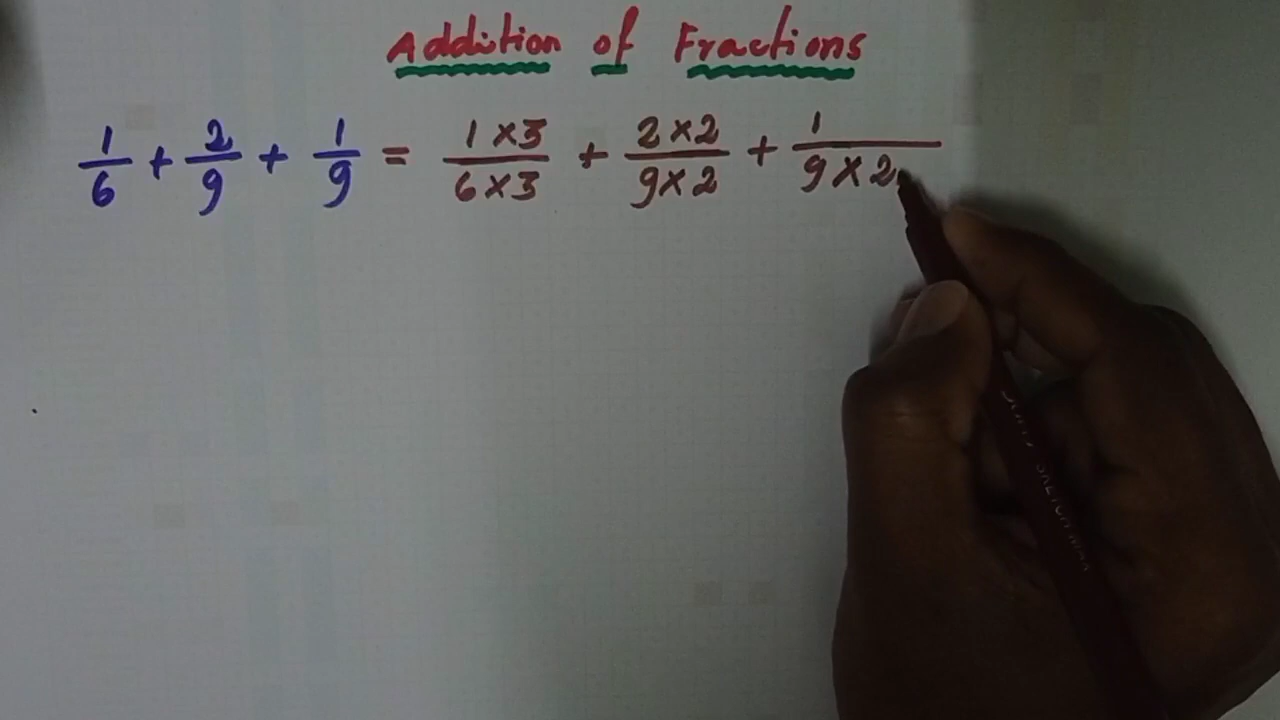 Addition of Fractions
1/6 + 2/9 + 1/9 = 1×3/6×3 + 2×2/9×2 + 1/9×2
SKETCH